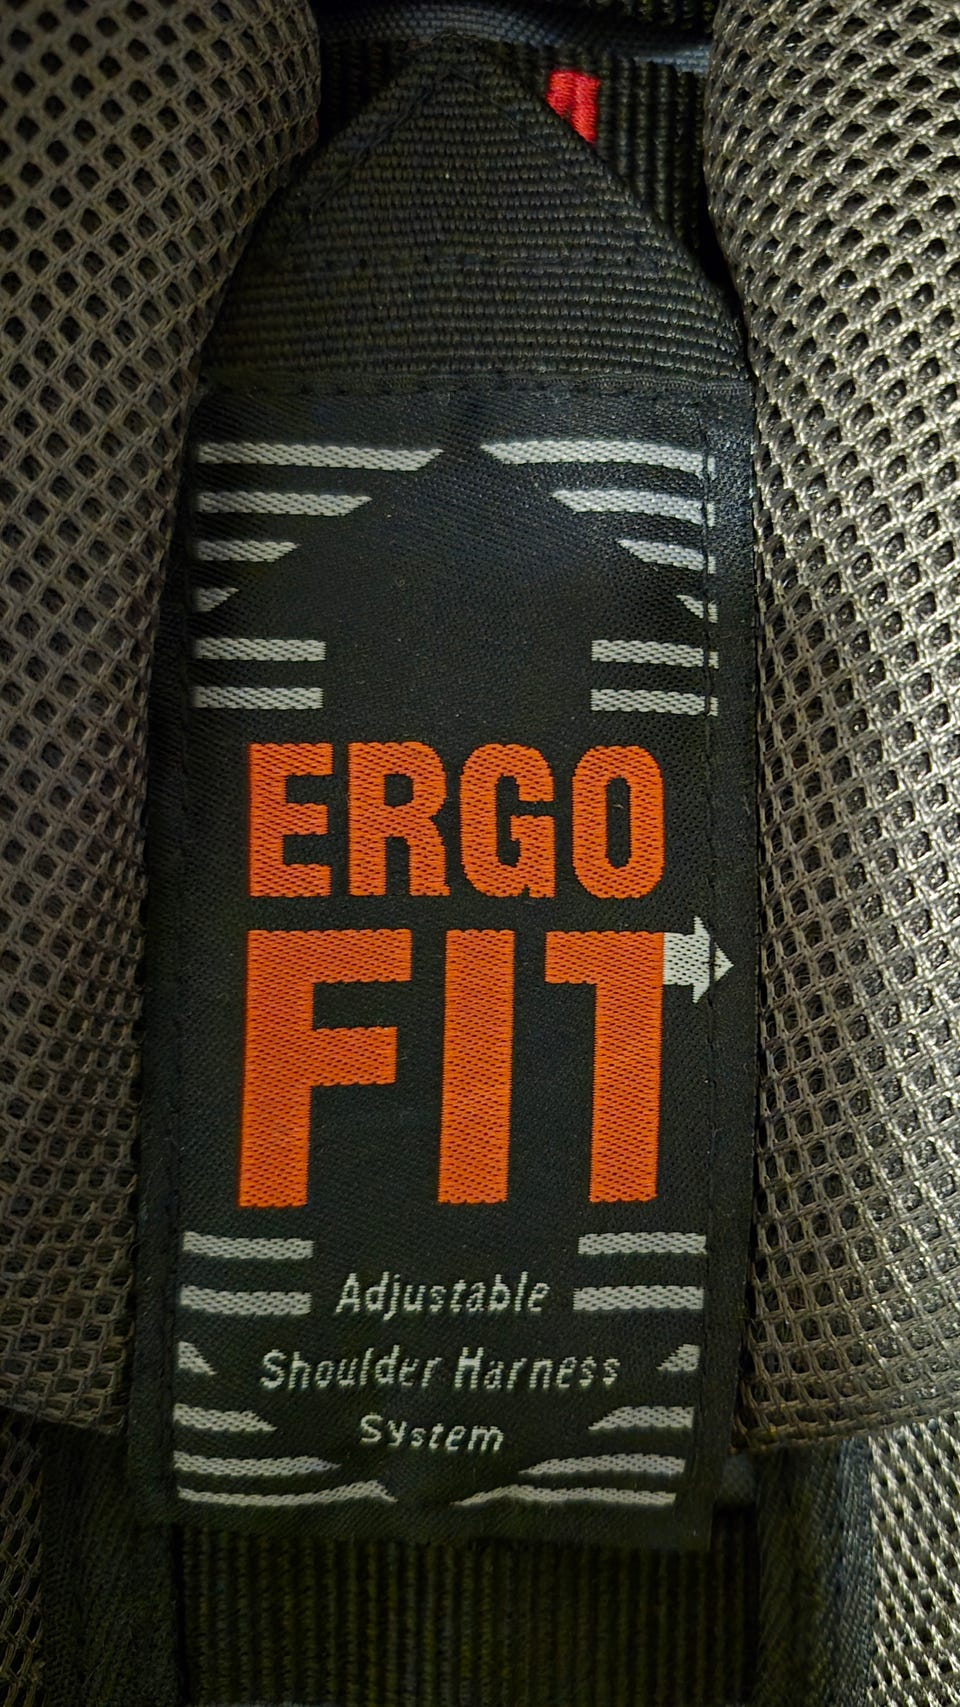 ERGO
FIT
Adjustable
Shoulder Harness
System